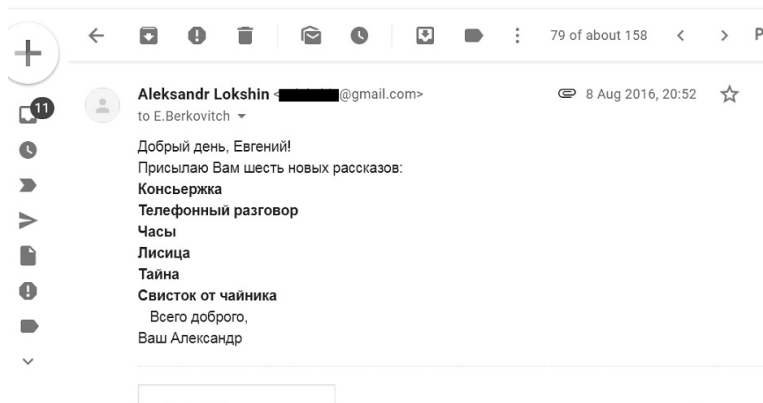 79 of about 158
P
11
Aleksandr Lokshin < @gmail.com>
8 Aug 2016, 20:52
to E.Berkovitch
Добрый день, Евгений!
Присылаю Вам шесть новых рассказов:
Консьержка
Телефонный разговор
Часы
Лисица
Тайна
Свисток от чайника
Всего доброго,
Ваш Александр